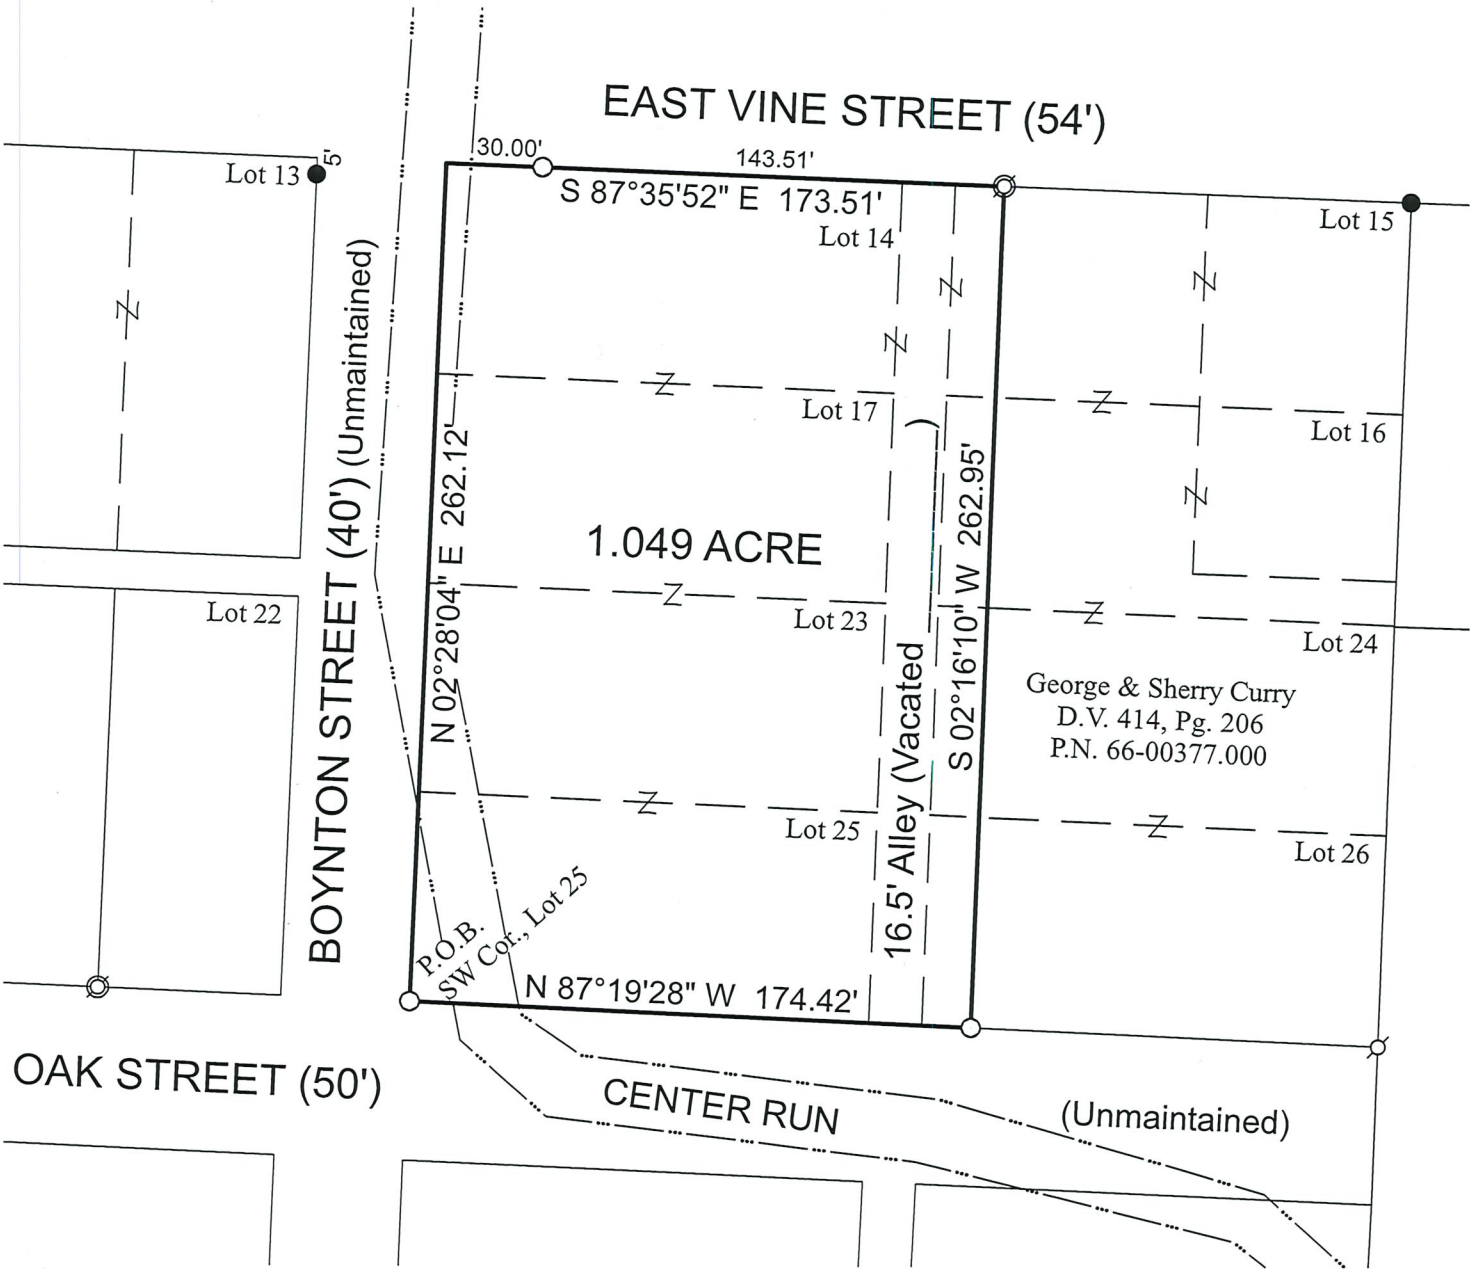 EAST VINE STREET (54')
30.00'
143.51'
S 87°35'52" E 173.51'
5'
Lot 13
Lot 14
Lot 15
BOYNTON STREET (40') (Unmaintained)
Lot 17
Lot 16
N 02°28'04" E 262.12'
1.049 ACRE
S 02°16'10" W 262.95'
16.5' Alley (Vacated )
Lot 22
Lot 23
Lot 24
George & Sherry Curry
D.V. 414, Pg. 206
P.N. 66-00377.000
Lot 25
Lot 26
P.O.B.
SW Cor., Lot 25
N 87°19'28" W 174.42'
OAK STREET (50')
CENTER RUN
(Unmaintained)